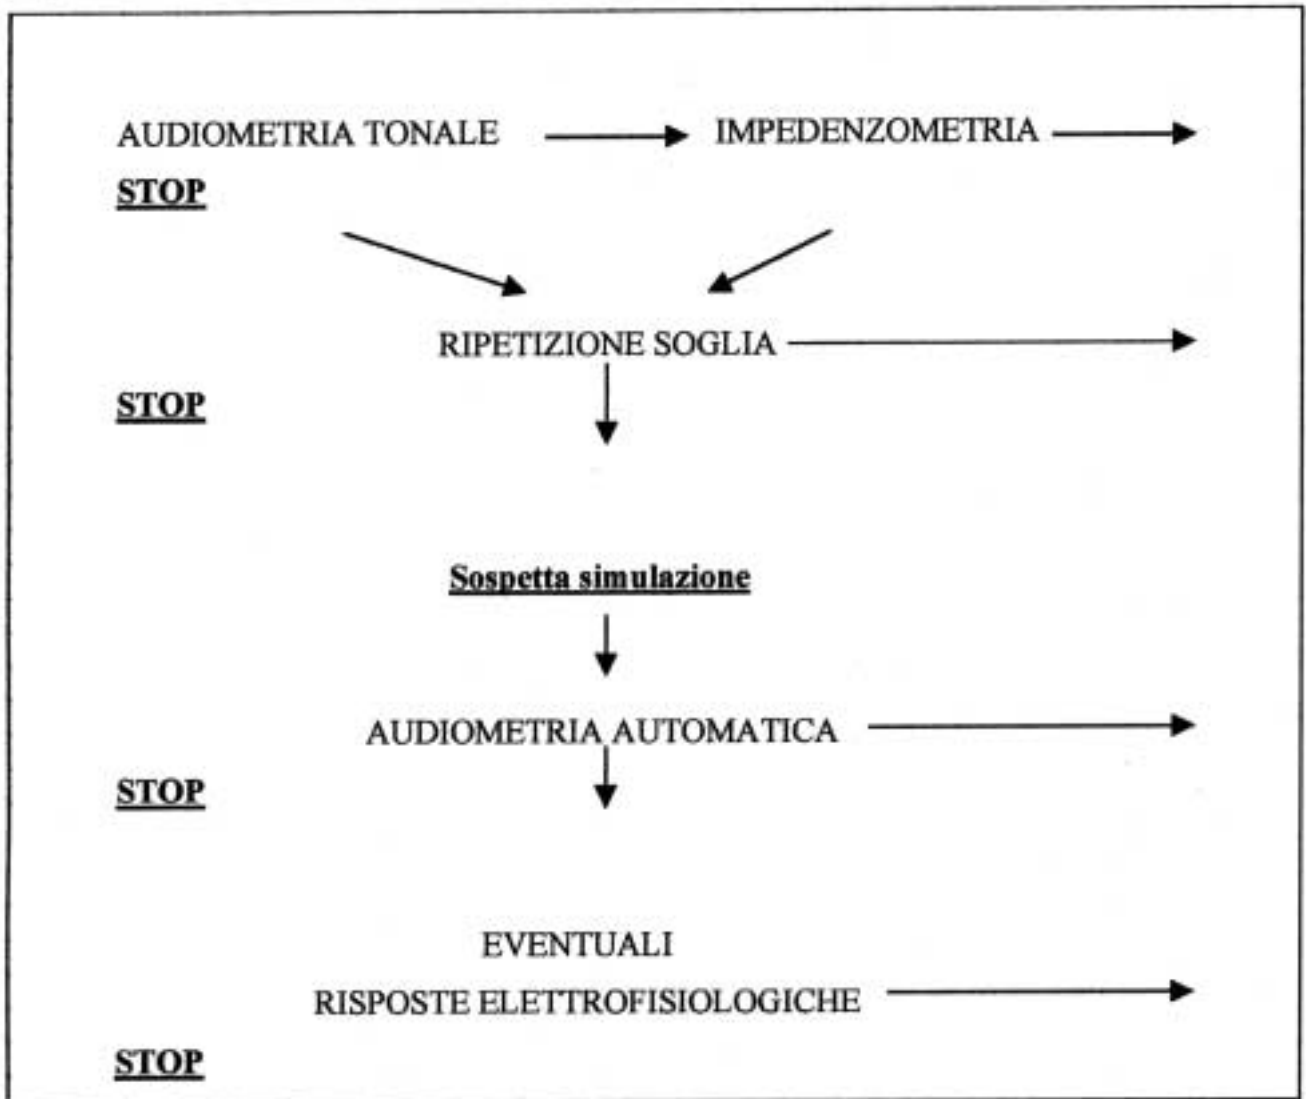 AUDIOMETRIA TONALE IMPEDENZOMETRIA
STOP
RIPETIZIONE SOGLIA
STOP
Sospetta simulazione
AUDIOMETRIA AUTOMATICA
STOP
EVENTUALI
RISPOSTE ELETTROFISIOLOGICHE
STOP